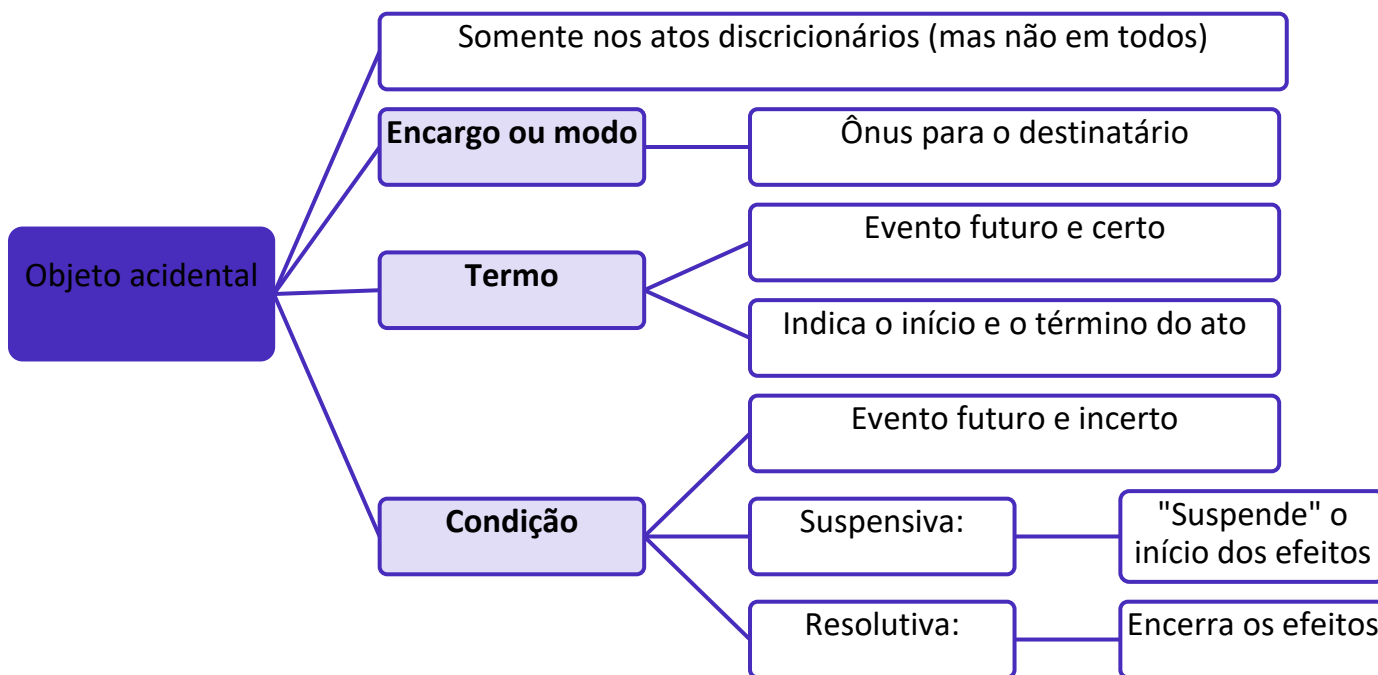 Objeto acidental
Somente nos atos discricionários (mas não em todos)
Encargo ou modo
Ônus para o destinatário
Termo
Evento futuro e certo
Indica o início e o término do ato
Condição
Evento futuro e incerto
Suspensiva:
"Suspende" o
início dos efeitos
Resolutiva:
Encerra os efeitos